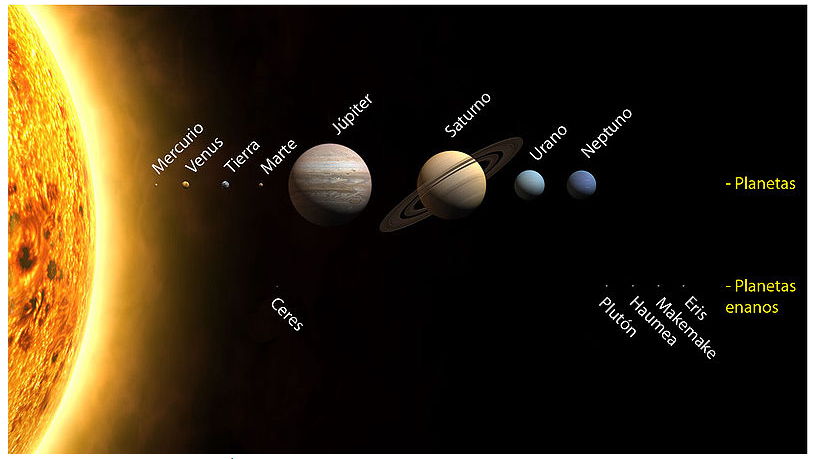 Mercurio
Venus
Tierra
Marte
Júpiter
Saturno
Urano
Neptuno
- Planetas
Ceres
Plutón
Haumea
Makemake
Eris
- Planetas
enanos